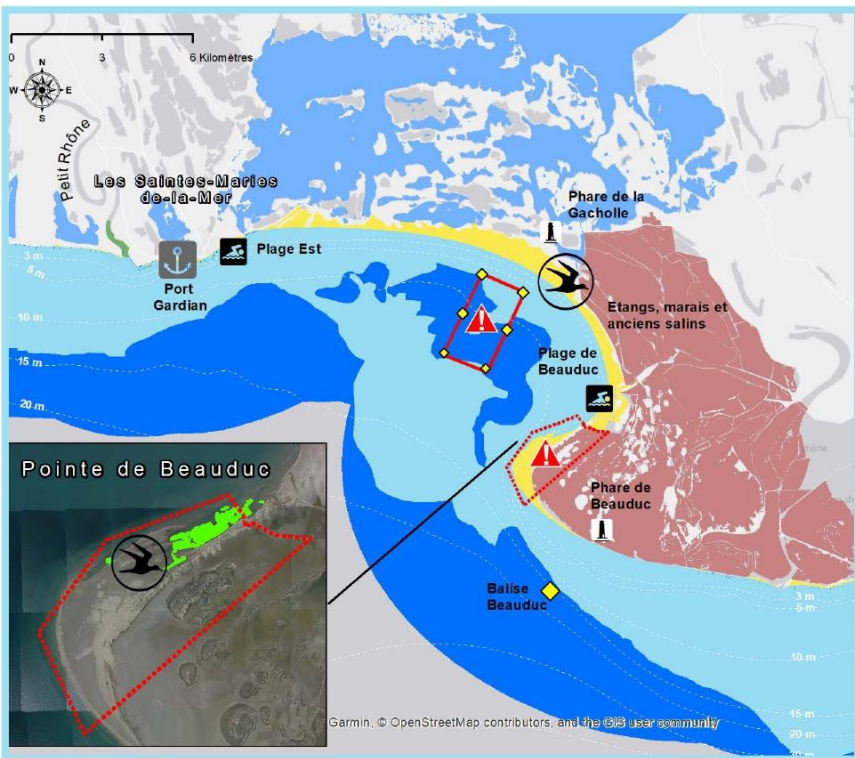 0 3 6 Kilomètres
N
W E
S
Petit Rhône
Les Saintes-Maries
de-la-Mer
Phare de la
Gacholle
Plage Est
3 m
5 m
Port
Gardian
Etangs, marais et
anciens salins
10 m
Plage de
Beauduc
15 m
20 m
Pointe de Beauduc
Phare de
Beauduc
Balise
Beauduc
3 m
5 m
10 m
15 m
20 m
Garmin, © OpenStreetMap contributors, and the GIS user community